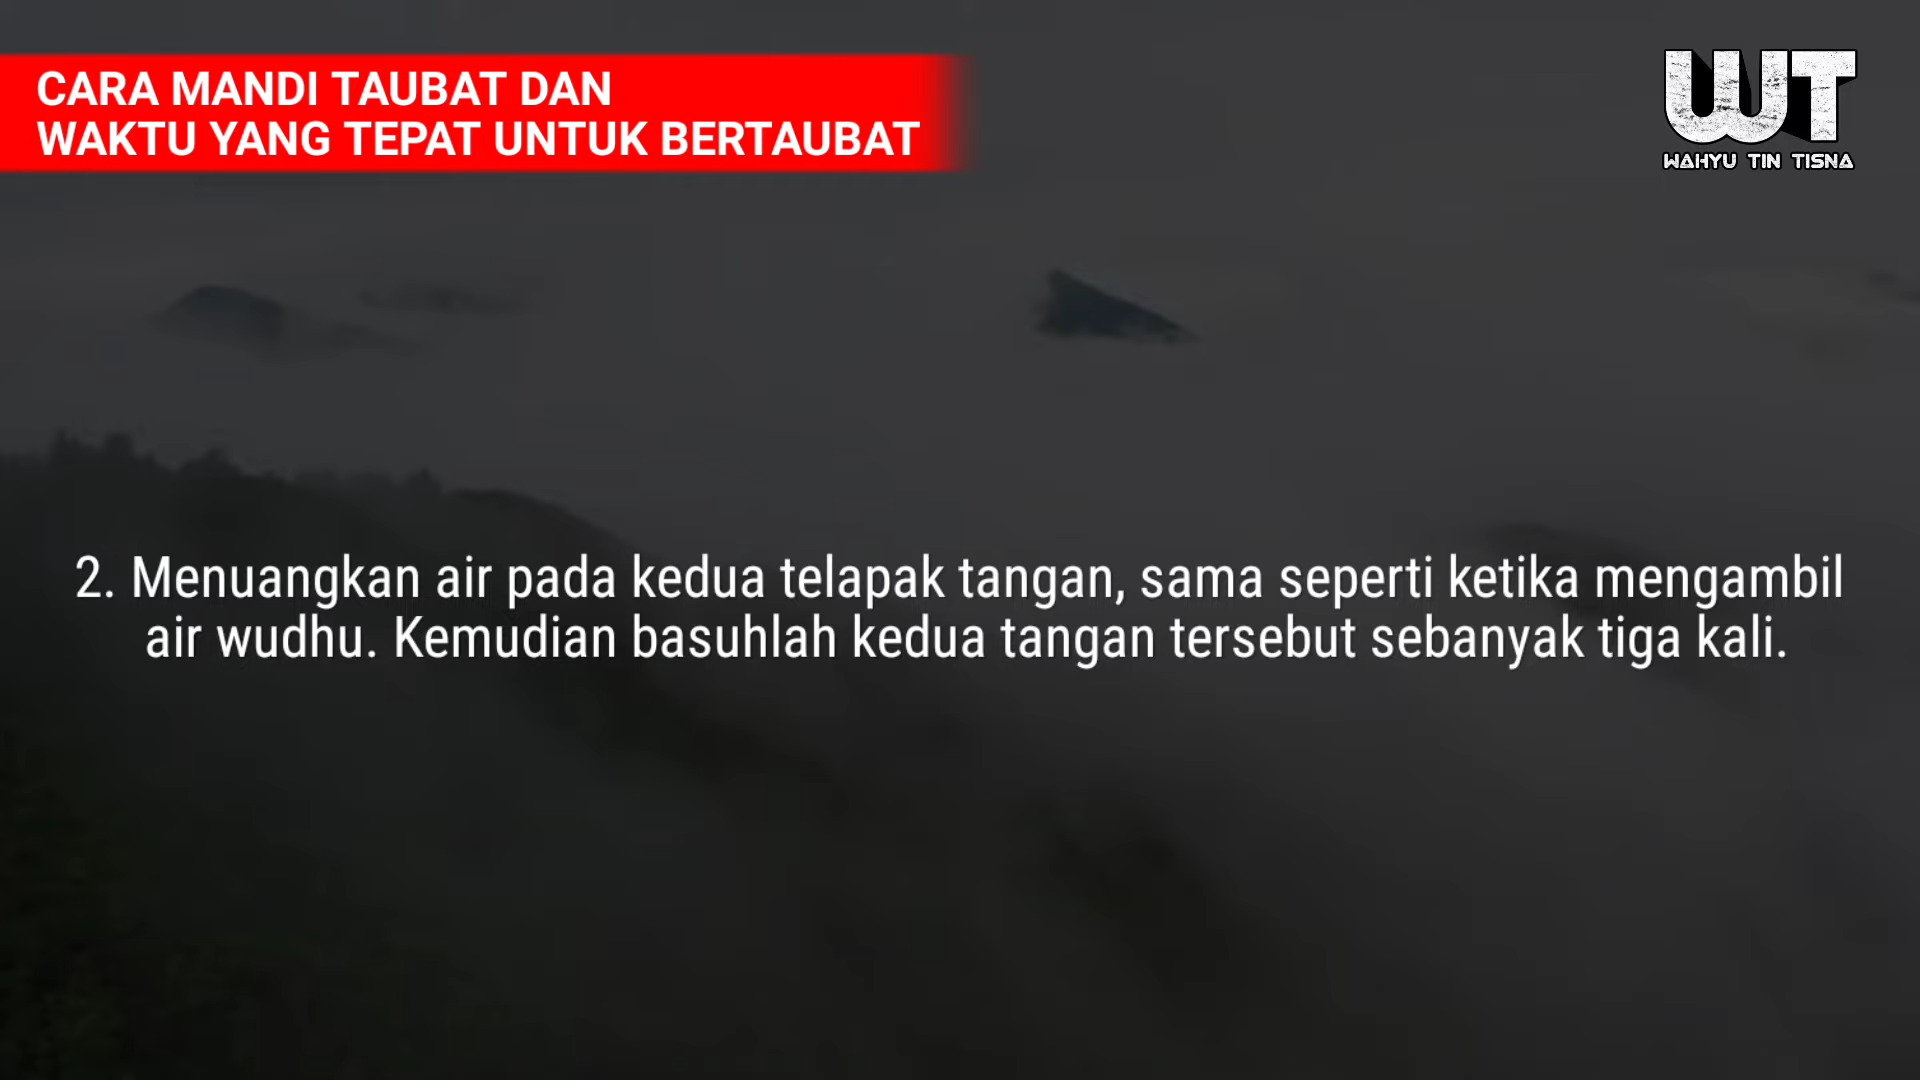 CARA MANDI TAUBAT DAN
WAKTU YANG TEPAT UNTUK BERTAUBAT
WT
WAHYU TIN TISNA
2. Menuangkan air pada kedua telapak tangan, sama seperti ketika mengambil
air wudhu. Kemudian basuhlah kedua tangan tersebut sebanyak tiga kali.